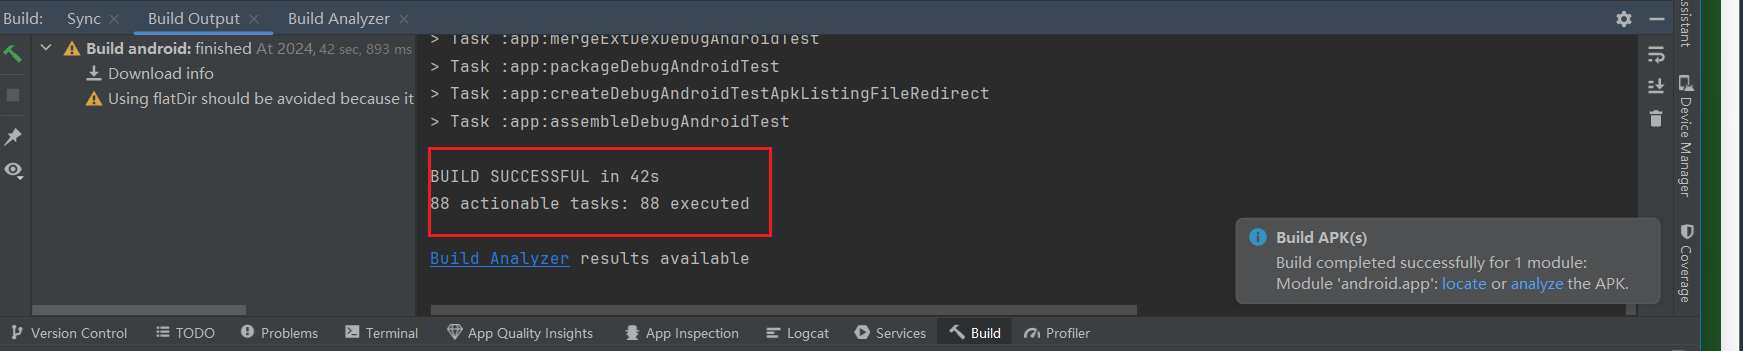 Build: Sync Build Output Build Analyzer
Build android: finished At 2024, 42 sec, 893 ms
Download info
Using flatDir should be avoided because it
> Task :app:mergeExtDexDebugAndroidTest
> Task :app:packageDebugAndroidTest
> Task :app:createDebugAndroidTestApkListingFileRedirect
> Task :app:assembleDebugAndroidTest
BUILD SUCCESSFUL in 42s
88 actionable tasks: 88 executed
Build Analyzer results available
Build APK(s)
Build completed successfully for 1 module:
Module 'android.app': locate or analyze the APK.
Device Manager
Coverage
Version Control TODO Problems Terminal App Quality Insights App Inspection Logcat Services Build Profiler